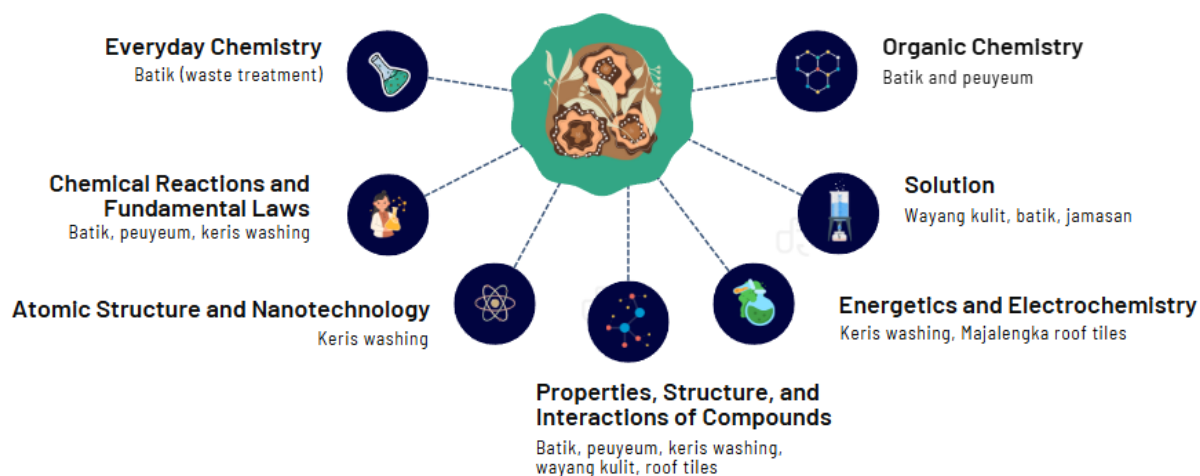 Everyday Chemistry
Batik (waste treatment)
Organic Chemistry
Batik and peuyeum
Chemical Reactions and
Fundamental Laws
Batik, peuyeum, keris washing
Solution
Wayang kulit, batik, jamasan
Atomic Structure and Nanotechnology
Keris washing
Energetics and Electrochemistry
Keris washing, Majalengka roof tiles
Properties, Structure, and
Interactions of Compounds
Batik, peuyeum, keris washing,
wayang kulit, roof tiles